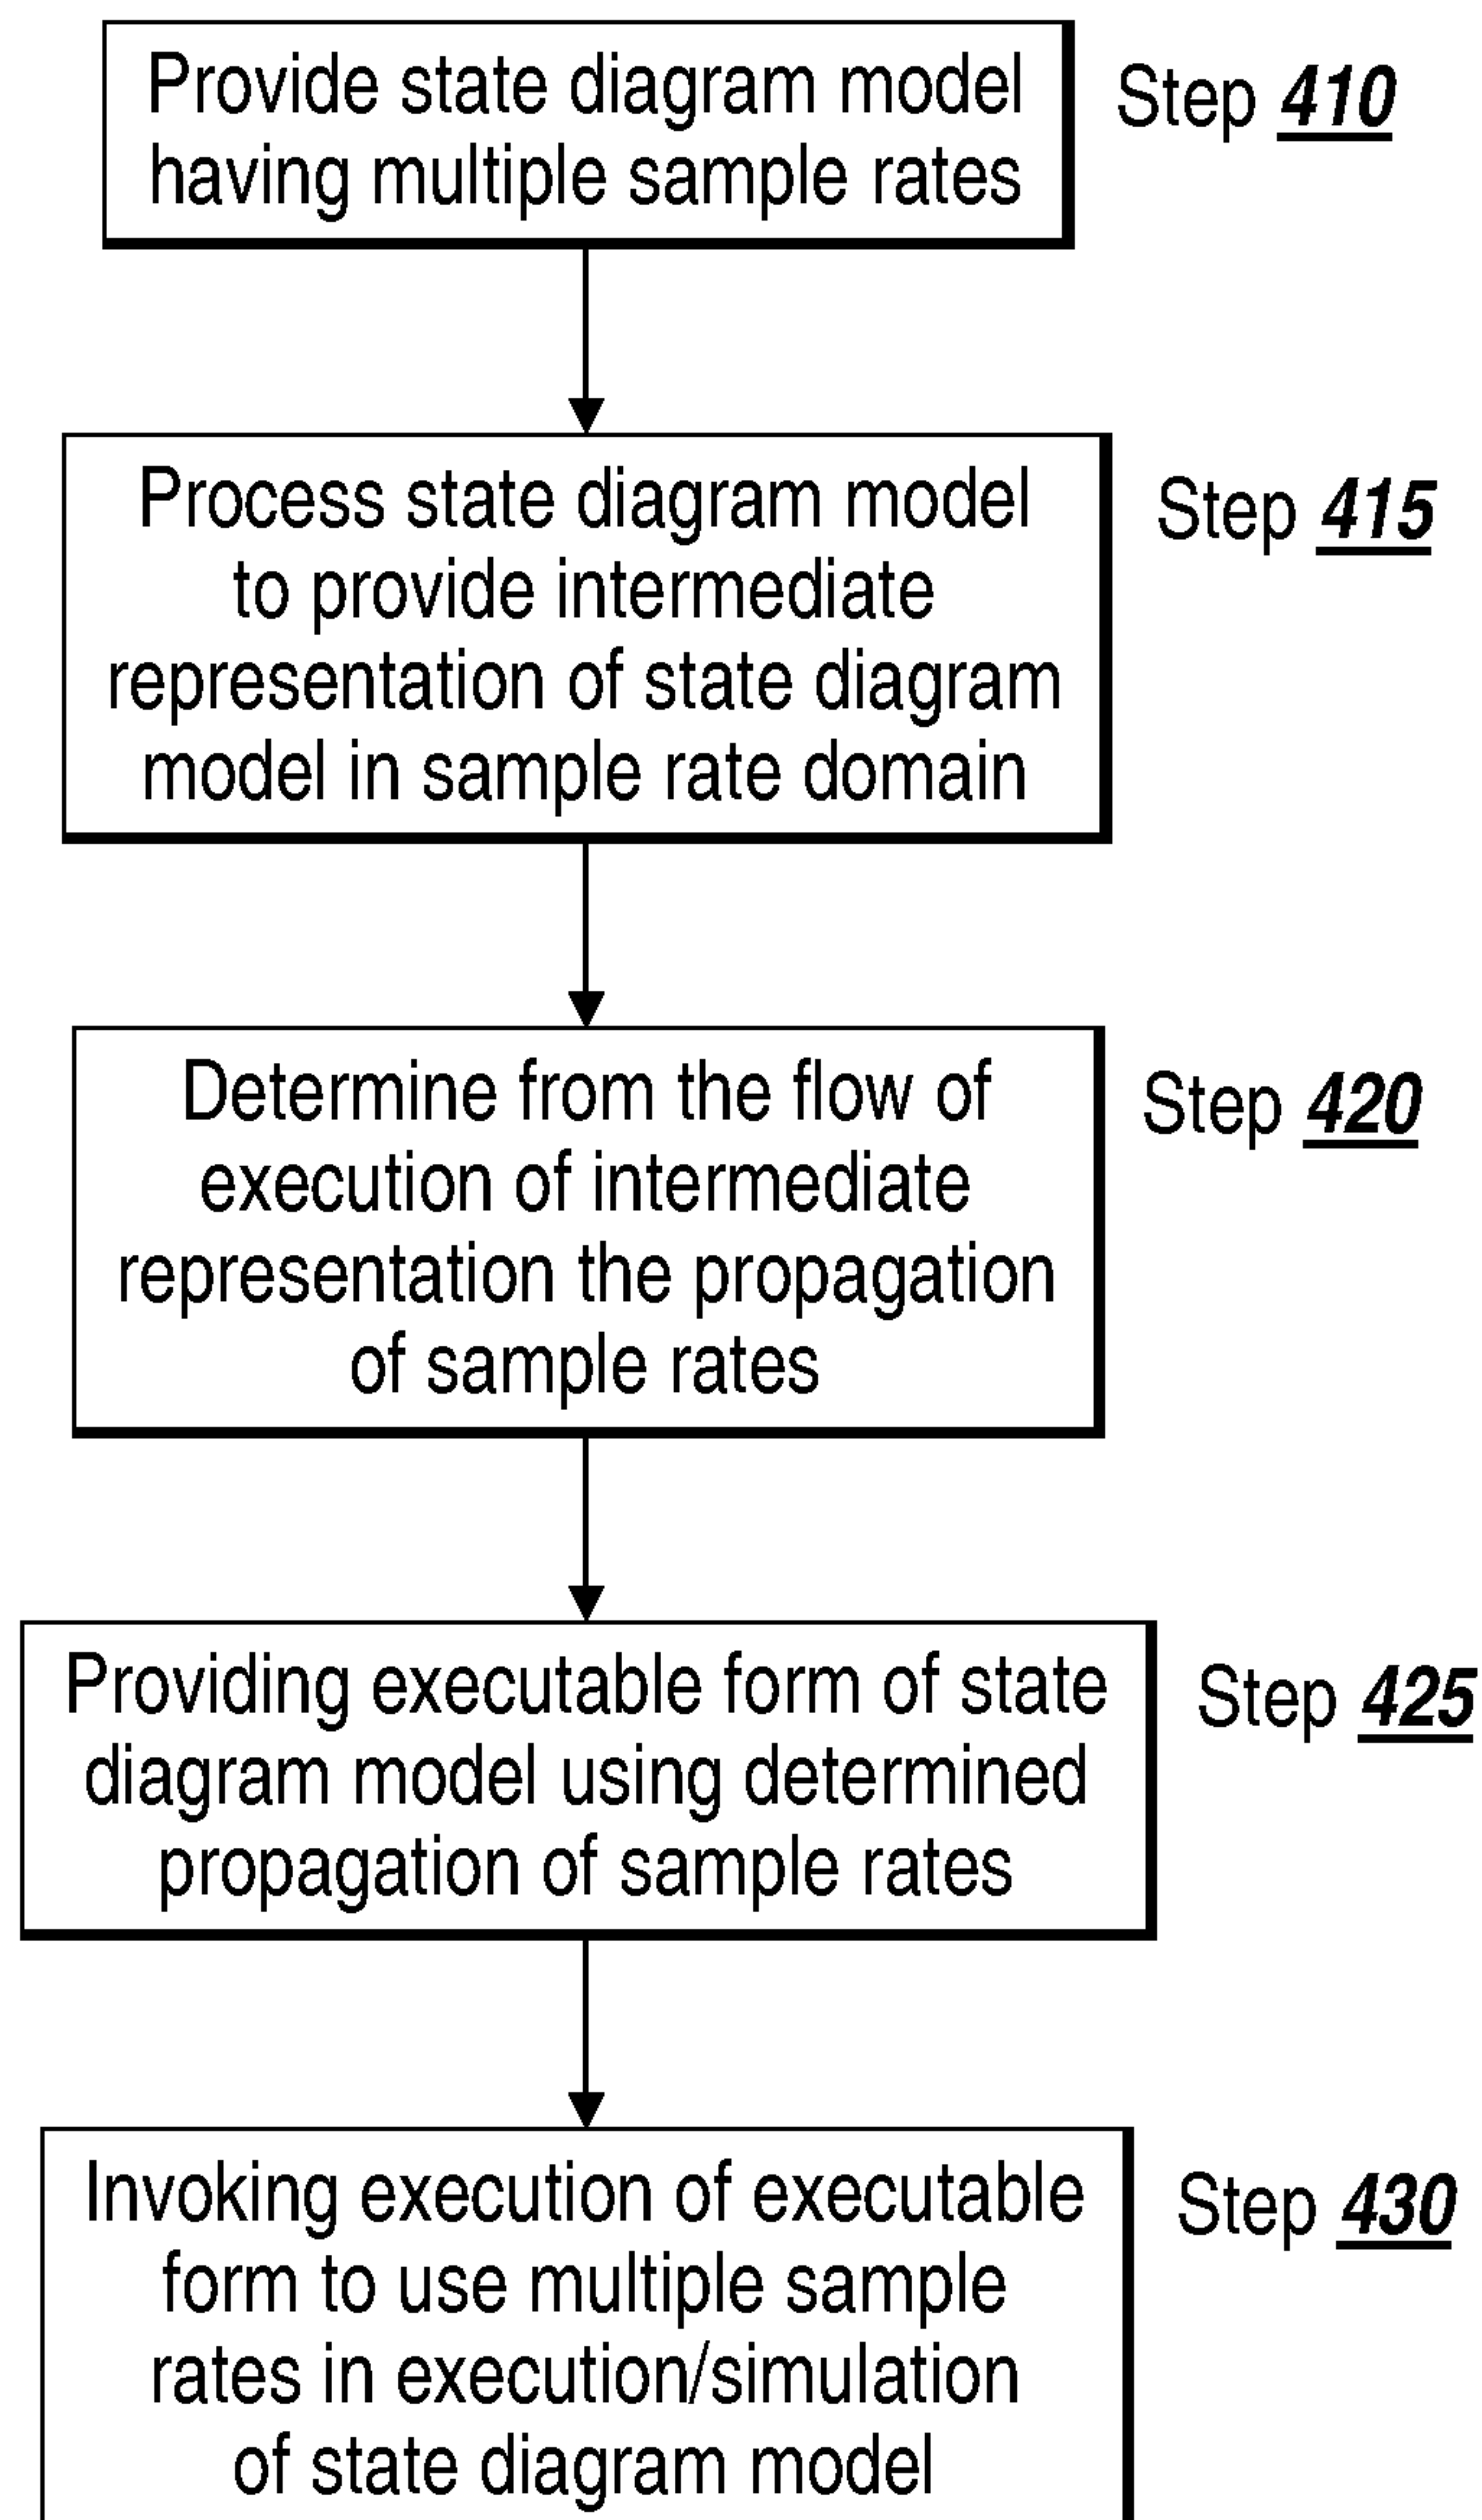 Provide state diagram model
having multiple sample rates
Step 410
Process state diagram model
to provide intermediate
representation of state diagram
model in sample rate domain
Step 415
Determine from the flow of
execution of intermediate
representation the propagation
of sample rates
Step 420
Providing executable form of state
diagram model using determined
propagation of sample rates
Step 425
Invoking execution of executable
form to use multiple sample
rates in execution/simulation
of state diagram model
Step 430